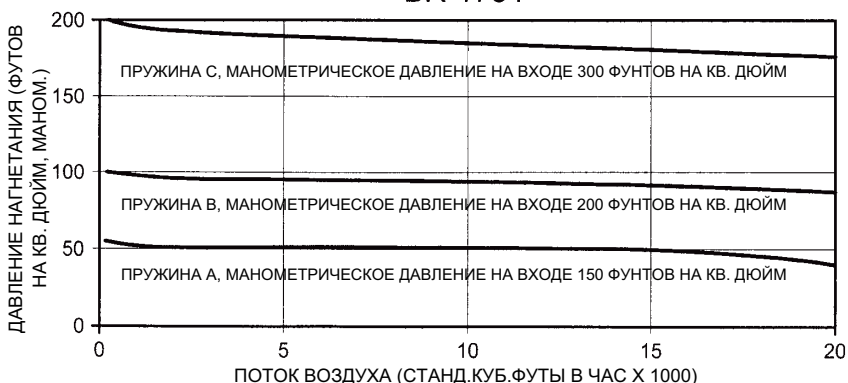 200
ПРУЖИНА С, МАНОМЕТРИЧЕСКОЕ ДАВЛЕНИЕ НА ВХОДЕ 300 ФУНТОВ НА КВ. ДЮЙМ
150
100
ПРУЖИНА В, МАНОМЕТРИЧЕСКОЕ ДАВЛЕНИЕ НА ВХОДЕ 200 ФУНТОВ НА КВ. ДЮЙМ
50
ПРУЖИНА А, МАНОМЕТРИЧЕСКОЕ ДАВЛЕНИЕ НА ВХОДЕ 150 ФУНТОВ НА КВ. ДЮЙМ
0
ДАВЛЕНИЕ НАГНЕТАНИЯ (ФУТОВ
НА КВ. ДЮЙМ, МАНОМ.)
0 5 10 15 20
ПОТОК ВОЗДУХА (СТАНД.КУБ.ФУТЫ В ЧАС X 1000)